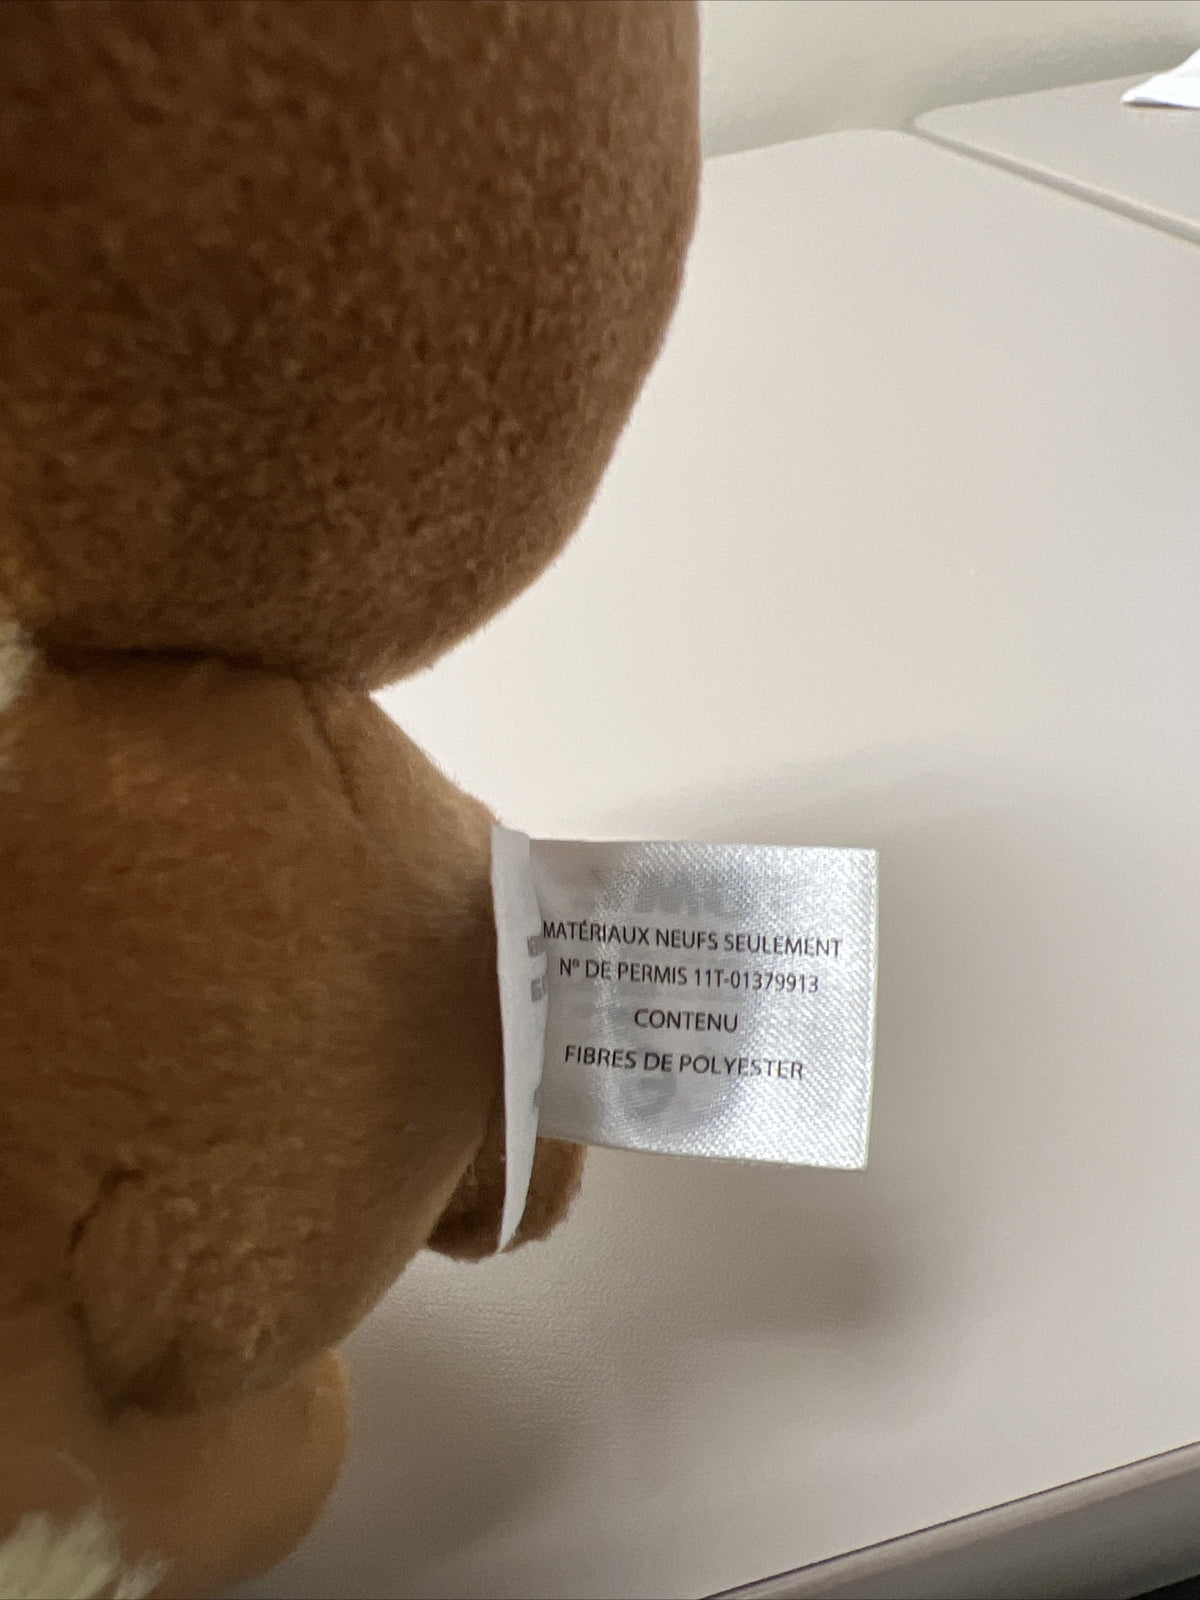 MATÉRIAUX NEUFS SEULEMENT
Nº DE PERMIS 11T-01379913
CONTENU
FIBRES DE POLYESTER